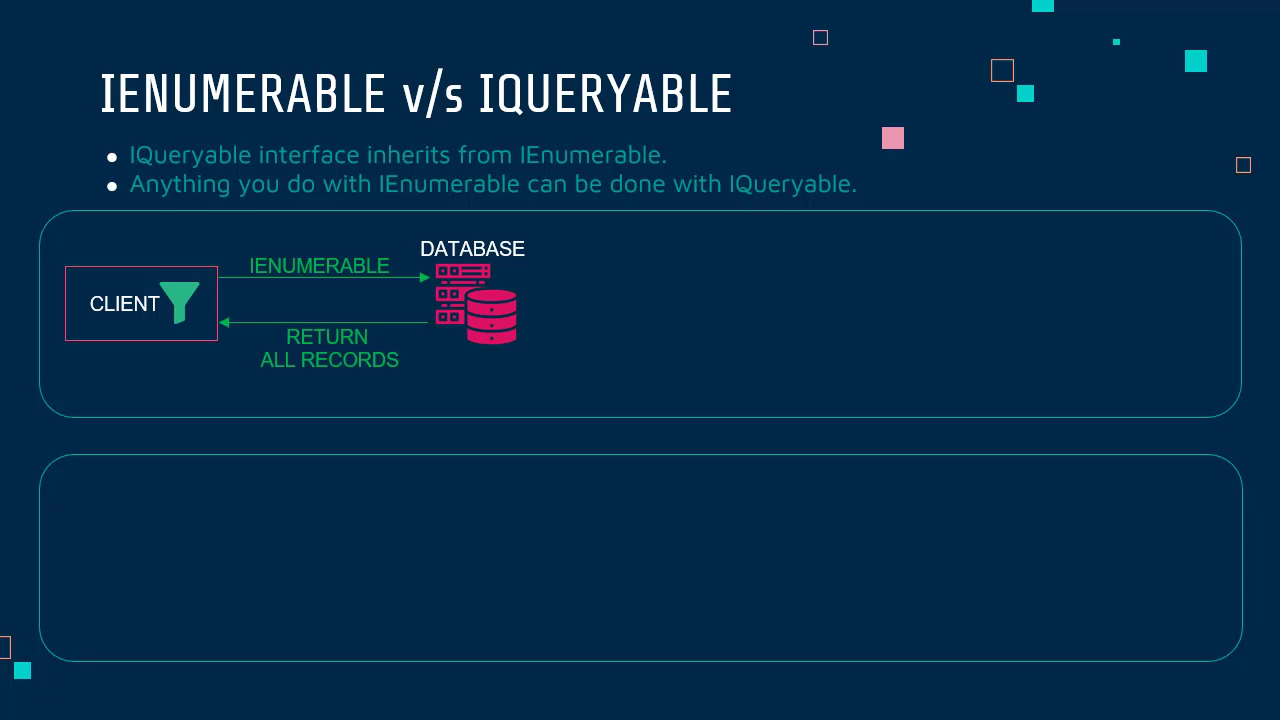 IENUMERABLE v/s IQUERYABLE
● IQueryable interface inherits from IEnumerable.
● Anything you do with IEnumerable can be done with IQueryable.
DATABASE
IENUMERABLE
CLIENT
RETURN
ALL RECORDS